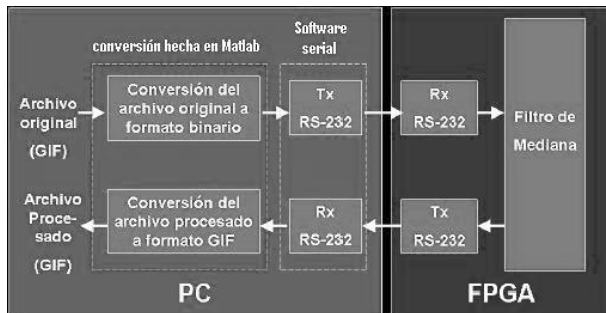 conversión hecha en Matlab
Software
serial
Archivo
original
(GIF)
Conversión del
archivo original a
formato binario
Tx
RS-232
Rx
RS-232
Filtro de
Mediana
Archivo
Proce-
sado
(GIF)
Conversión del
archivo procesado
a formato GIF
Rx
RS-232
Tx
RS-232
PC
FPGA